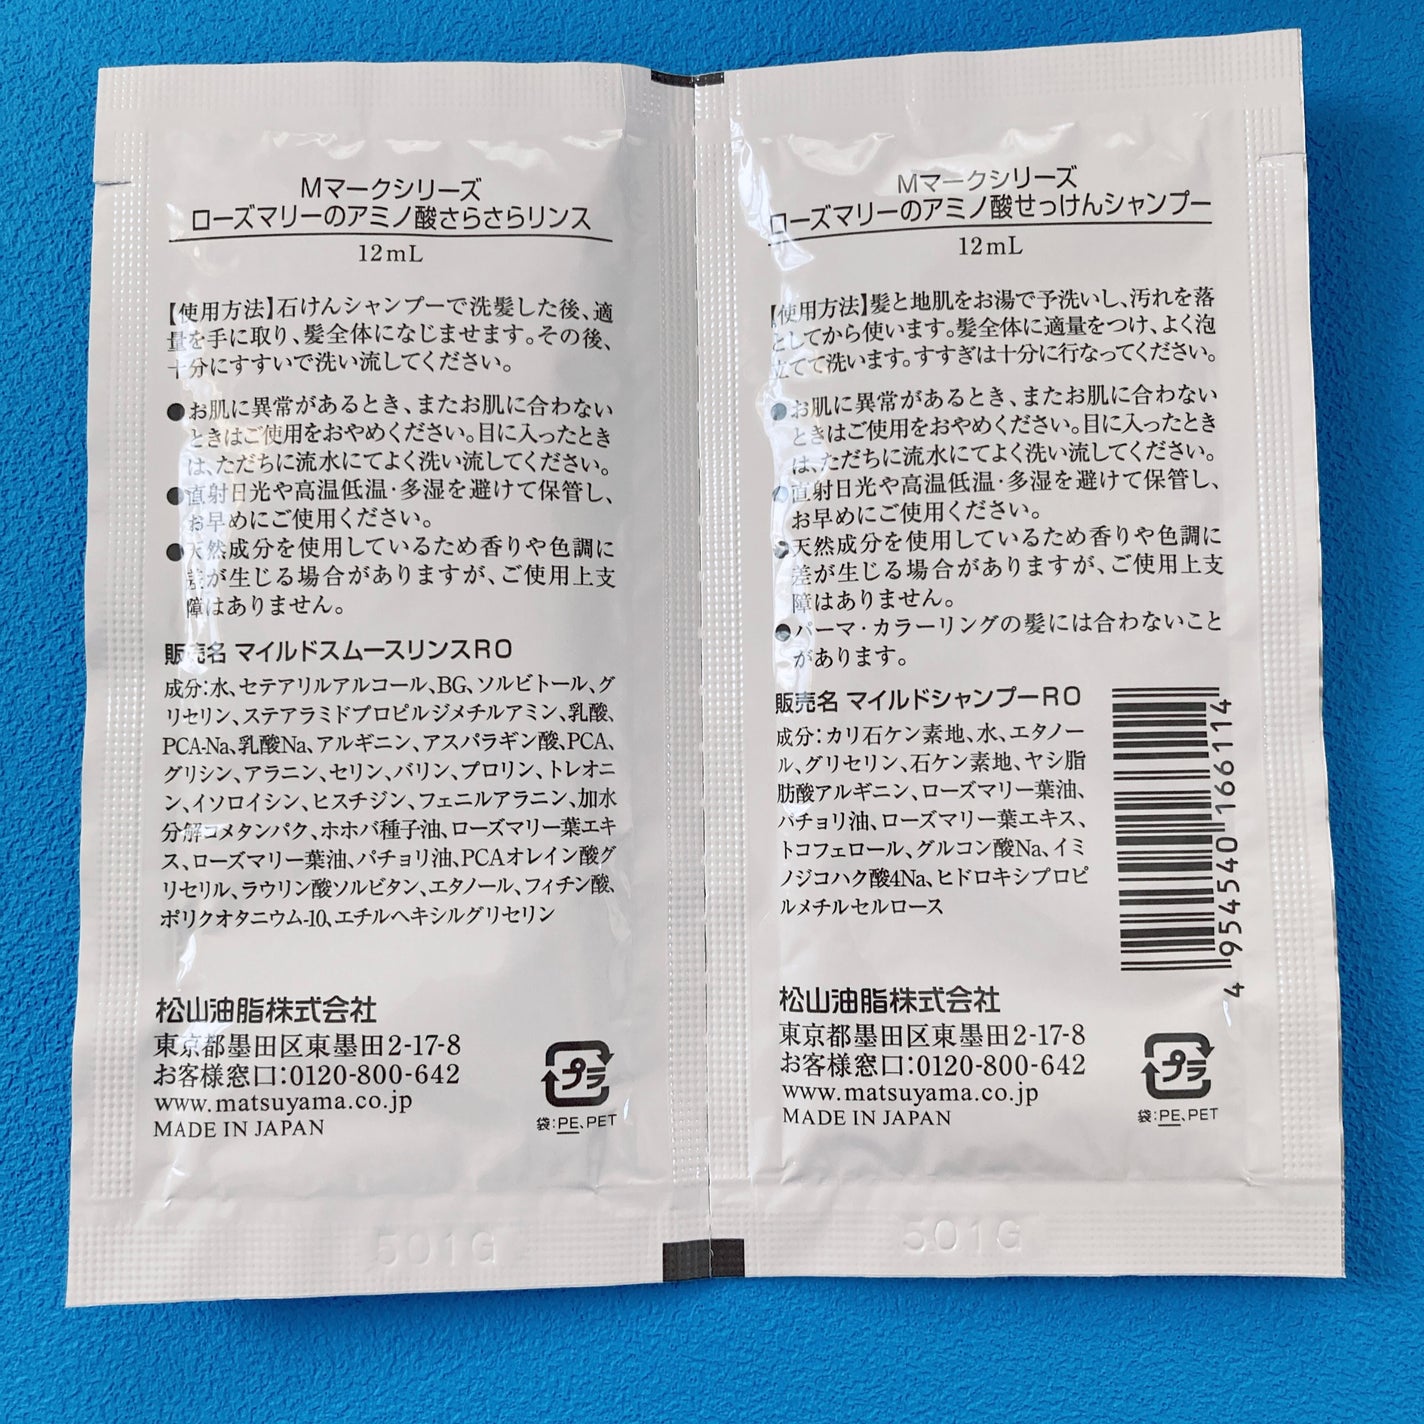 Mマークシリーズ
ローズマリーのアミノ酸さらさらリンス
12mL
【使用方法】石けんシャンプーで洗髪した後、適
量を手に取り、髪全体になじませます。その後、
十分にすすいで洗い流してください。
●お肌に異常があるとき、またお肌に合わない
ときはご使用をおやめください。目に入ったとき
は、ただちに流水にてよく洗い流してください。
●直射日光や高温低温・多湿を避けて保管し、
お早めにご使用ください。
●天然成分を使用しているため香りや色調に
差が生じる場合がありますが、ご使用上支
障はありません。
販売名 マイルドスムースリンスRO
成分:水、セテアリルアルコール、BG、ソルビトール、グ
リセリン、ステアラミドプロピルジメチルアミン、乳酸、
PCA-Na、乳酸Na、アルギニン、アスパラギン酸、PCA、
グリシン、アラニン、セリン、バリン、プロリン、トレオニ
ン、イソロイシン、ヒスチジン、フェニルアラニン、加水
分解コメタンパク、ホホバ種子油、ローズマリー葉エキ
ス、ローズマリー葉油、パチョリ油、PCAオレイン酸グ
リセリル、ラウリン酸ソルビタン、エタノール、フィチン酸、
ポリクオタニウム-10、エチルヘキシルグリセリン
松山油脂株式会社
東京都墨田区東墨田2-17-8
お客様窓口:0120-800-642
www.matsuyama.co.jp
MADE IN JAPAN
プラ
袋:PE、PET
501G
Mマークシリーズ
ローズマリーのアミノ酸せっけんシャンプー
12mL
【使用方法】髪と地肌をお湯で予洗いし、汚れを落
としてから使います。髪全体に適量をつけ、よく泡
立てて洗います。すすぎは十分に行なってください。
●お肌に異常があるとき、またお肌に合わない
ときはご使用をおやめください。目に入ったとき
は、ただちに流水にてよく洗い流してください。
●直射日光や高温低温・多湿を避けて保管し、
お早めにご使用ください。
●天然成分を使用しているため香りや色調に
差が生じる場合がありますが、ご使用上支
障はありません。
●パーマ・カラーリングの髪には合わないこと
があります。
販売名 マイルドシャンプーRO
成分:カリ石ケン素地、水、エタノー
ル、グリセリン、石ケン素地、ヤシ脂
肪酸アルギニン、ローズマリー葉油、
パチョリ油、ローズマリー葉エキス、
トコフェロール、グルコン酸Na、イミ
ノジコハク酸4Na、ヒドロキシプロピ
ルメチルセルロース
4 954540 166114
松山油脂株式会社
東京都墨田区東墨田2-17-8
お客様窓口:0120-800-642
www.matsuyama.co.jp
MADE IN JAPAN
プラ
袋:PE、PET
501G